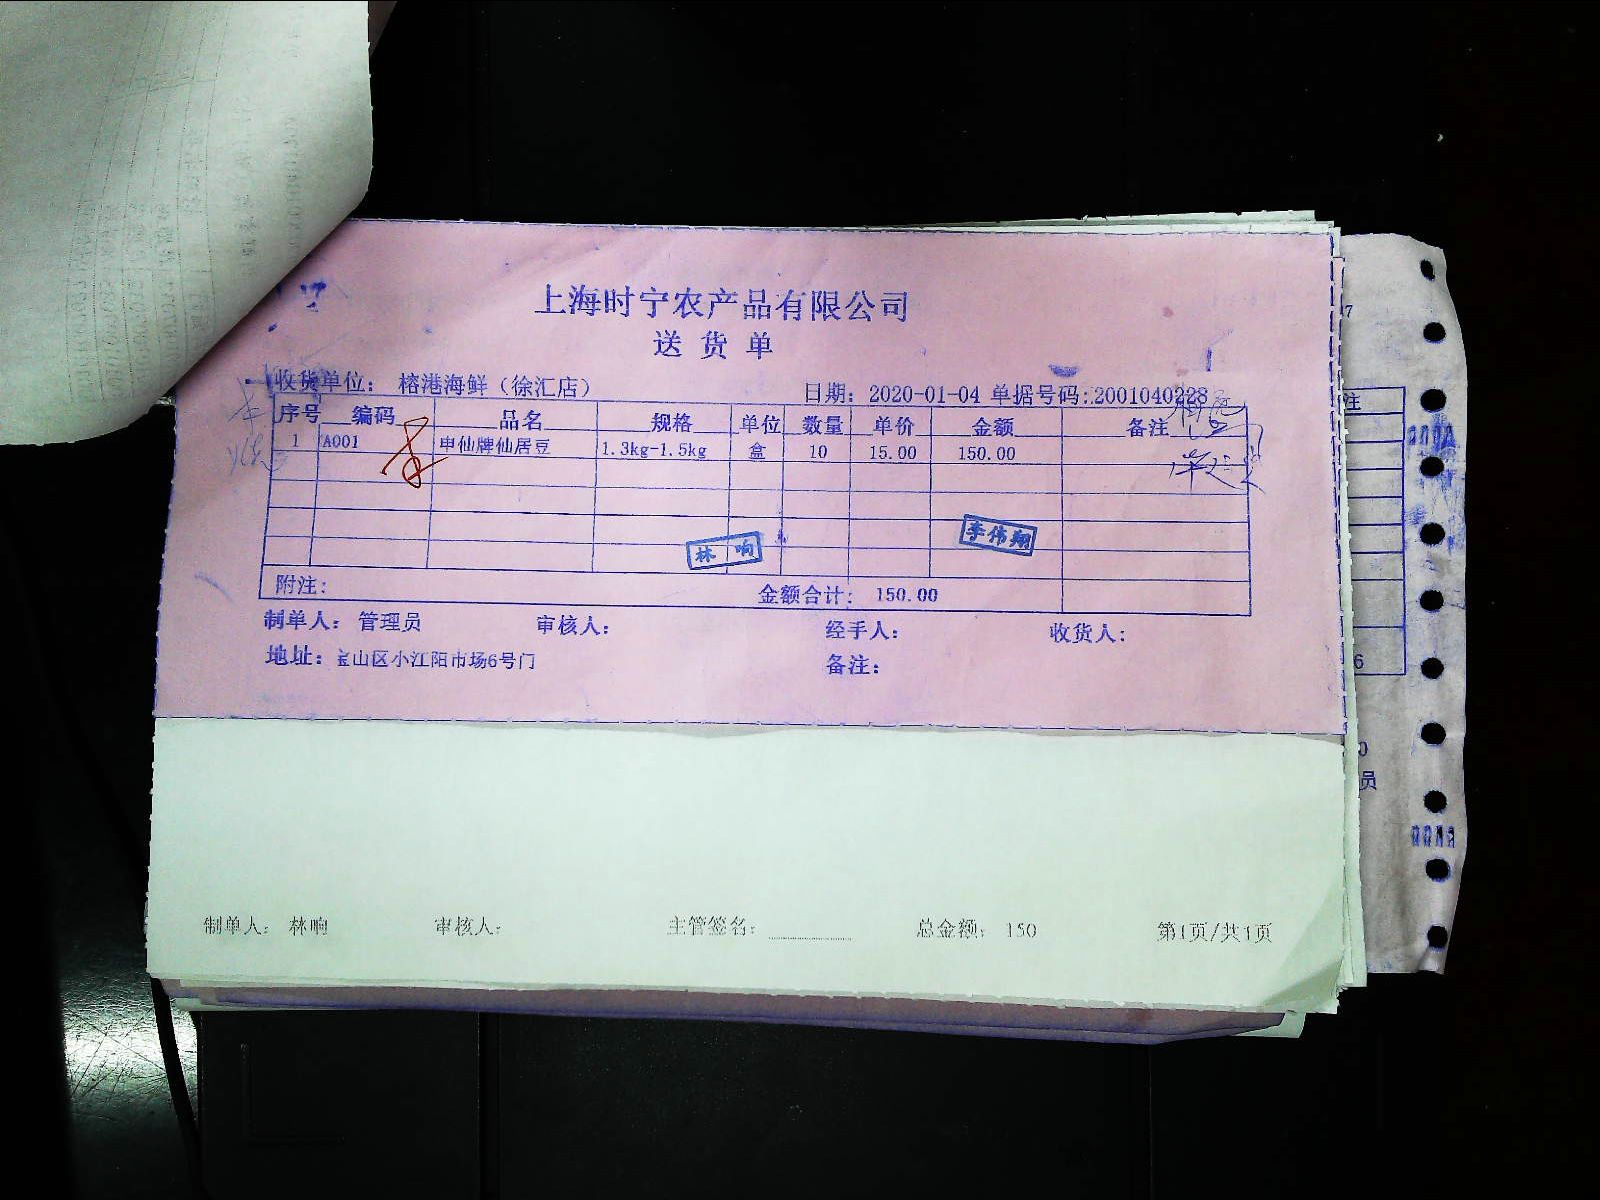 上海时宁农产品有限公司
送货单
收货单位： 榕港海鲜（徐汇店） 日期：2020-01-04 单据号码:2001040228
序号 编码 品名 规格 单位 数量 单价 金额 备注
1 A001 申仙牌仙居豆 1.3kg-1.5kg 盒 10 15.00 150.00
林响
李伟翔
附注： 金额合计： 150.00
制单人： 管理员 审核人： 经手人： 收货人：
地址：宝山区小江阳市场6号门 备注：
制单人： 林响 审核人： 主管签名： 总金额： 150 第1页/共1页
注
6
员